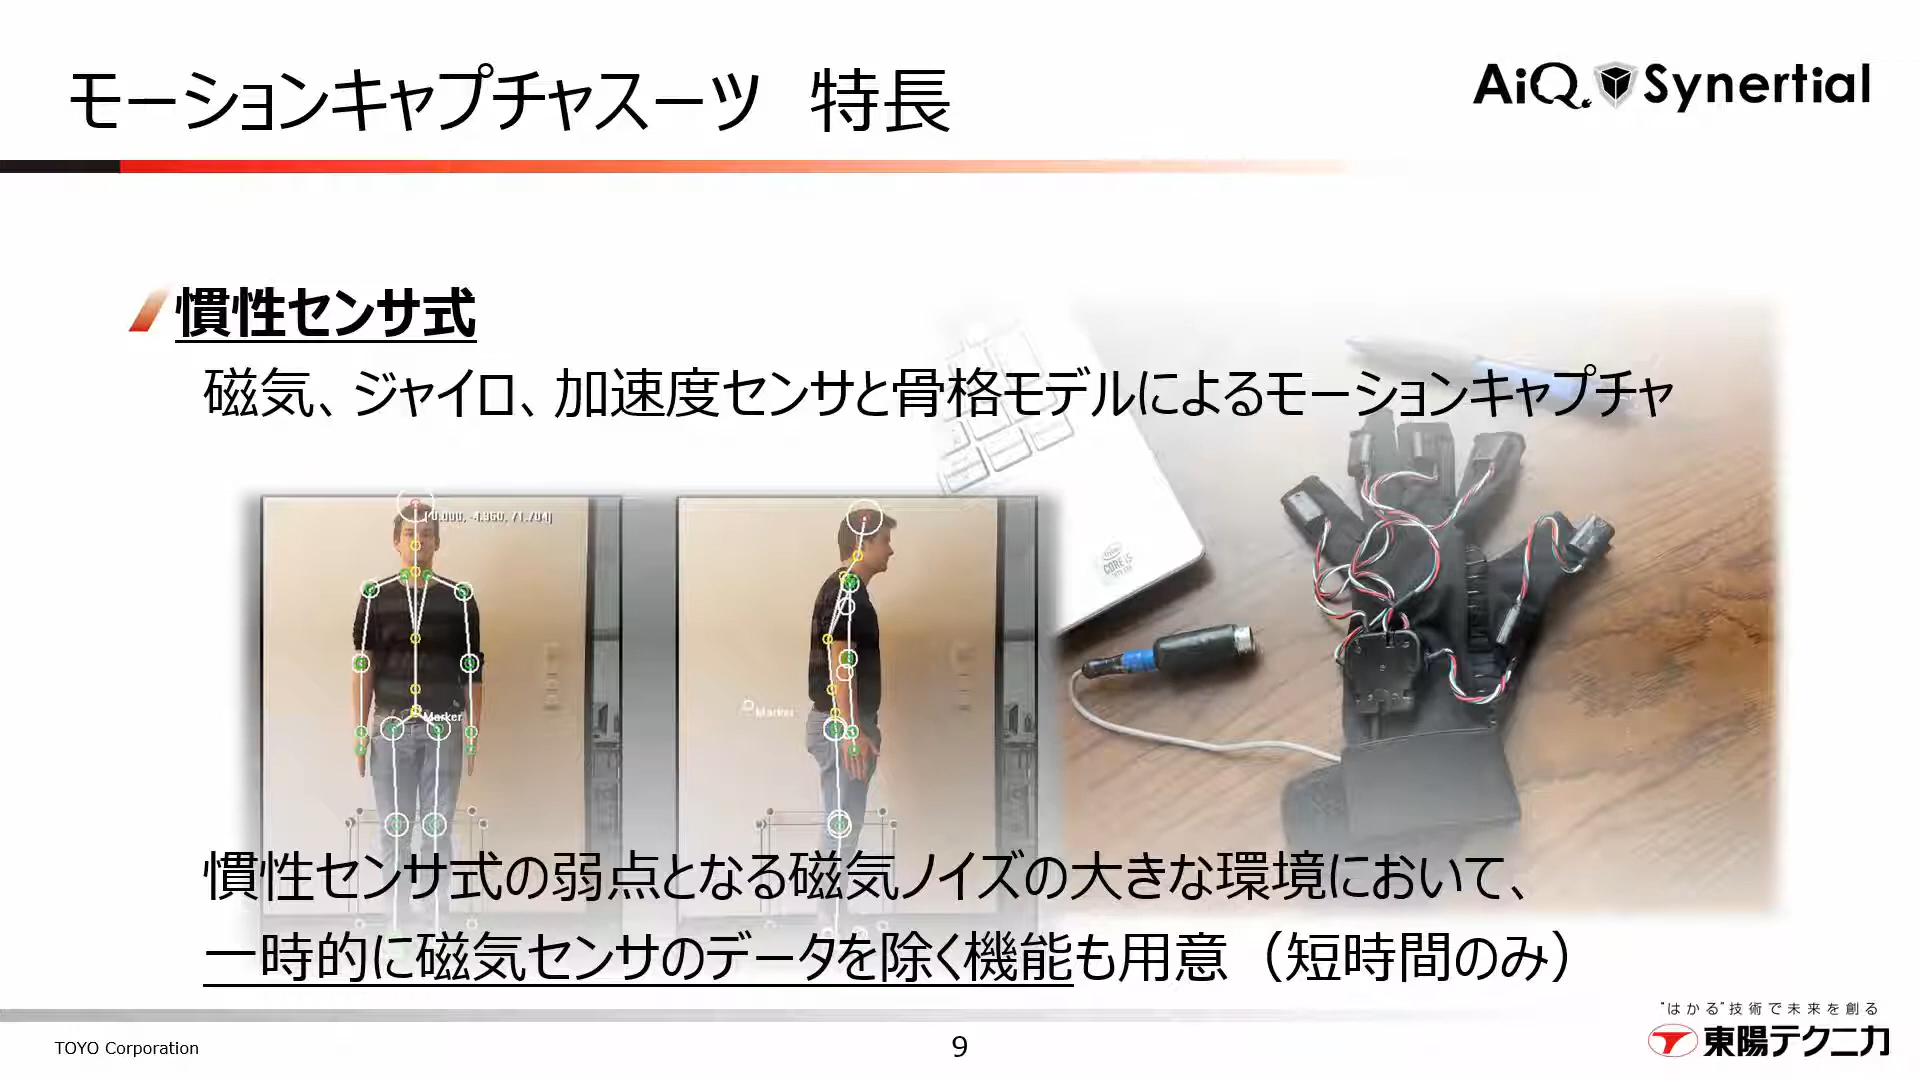 モーションキャプチャスーツ 特長
AiQ. Synertial
慣性センサ式
磁気、ジャイロ、加速度センサと骨格モデルによるモーションキャプチャ
CORE i5
Marker
Marker
慣性センサ式の弱点となる磁気ノイズの大きな環境において、
一時的に磁気センサのデータを除く機能も用意（短時間のみ）
"はかる"技術で未来を創る
東陽テクニカ
TOYO Corporation
9